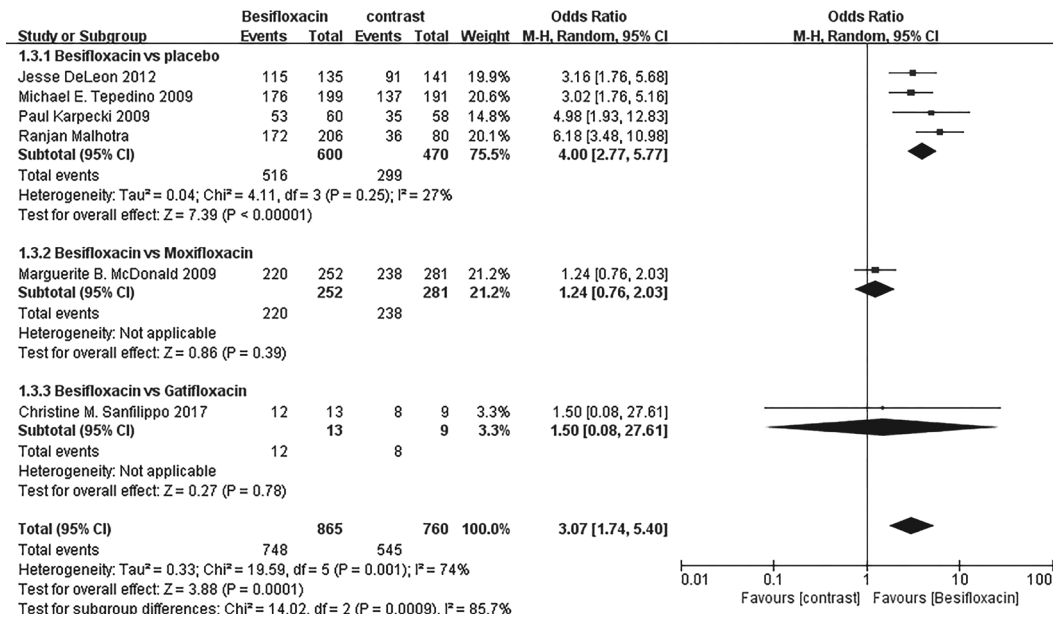 Besifloxacin contrast Odds Ratio Odds Ratio
Study or Subgroup Events Total Events Total Weight M-H, Random, 95% CI M-H, Random, 95% CI
1.3.1 Besifloxacin vs placebo
Jesse DeLeon 2012 115 135 91 141 19.9% 3.16 [1.76, 5.68]
Michael E. Tepedino 2009 176 199 137 191 20.6% 3.02 [1.76, 5.16]
Paul Karpecki 2009 53 60 35 58 14.8% 4.98 [1.93, 12.83]
Ranjan Malhotra 172 206 36 80 20.1% 6.18 [3.48, 10.98]
Subtotal (95% CI) 600 470 75.5% 4.00 [2.77, 5.77]
Total events 516 299
Heterogeneity: Tau² = 0.04; Chi² = 4.11, df = 3 (P = 0.25); I² = 27%
Test for overall effect: Z = 7.39 (P < 0.00001)
1.3.2 Besifloxacin vs Moxifloxacin
Marguerite B. McDonald 2009 220 252 238 281 21.2% 1.24 [0.76, 2.03]
Subtotal (95% CI) 252 281 21.2% 1.24 [0.76, 2.03]
Total events 220 238
Heterogeneity: Not applicable
Test for overall effect: Z = 0.86 (P = 0.39)
1.3.3 Besifloxacin vs Gatifloxacin
Christine M. Sanfilippo 2017 12 13 8 9 3.3% 1.50 [0.08, 27.61]
Subtotal (95% CI) 13 9 3.3% 1.50 [0.08, 27.61]
Total events 12 8
Heterogeneity: Not applicable
Test for overall effect: Z = 0.27 (P = 0.78)
Total (95% CI) 865 760 100.0% 3.07 [1.74, 5.40]
Total events 748 545
Heterogeneity: Tau² = 0.33; Chi² = 19.59, df = 5 (P = 0.001); I² = 74%
Test for overall effect: Z = 3.88 (P = 0.0001)
Test for subgroup differences: Chi² = 14.02, df = 2 (P = 0.0009), I² = 85.7%
0.01 0.1 1 10 100
Favours [contrast] Favours [Besifloxacin]